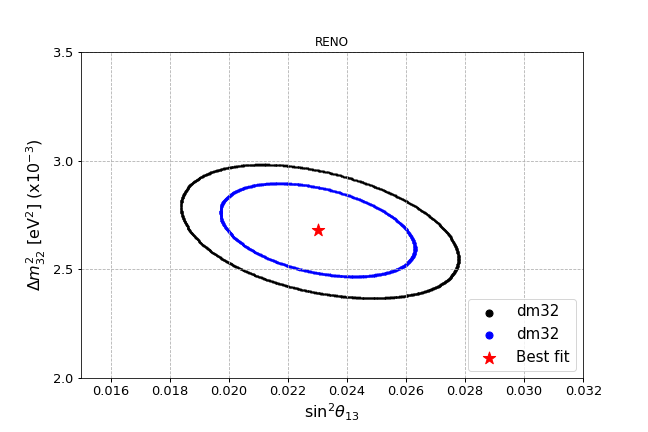 RENO
3.5
3.0
2.5
2.0
Δm²₃₂ [eV²] (x10⁻³)
dm32
dm32
Best fit
0.016 0.018 0.020 0.022 0.024 0.026 0.028 0.030 0.032
sin²θ₁₃